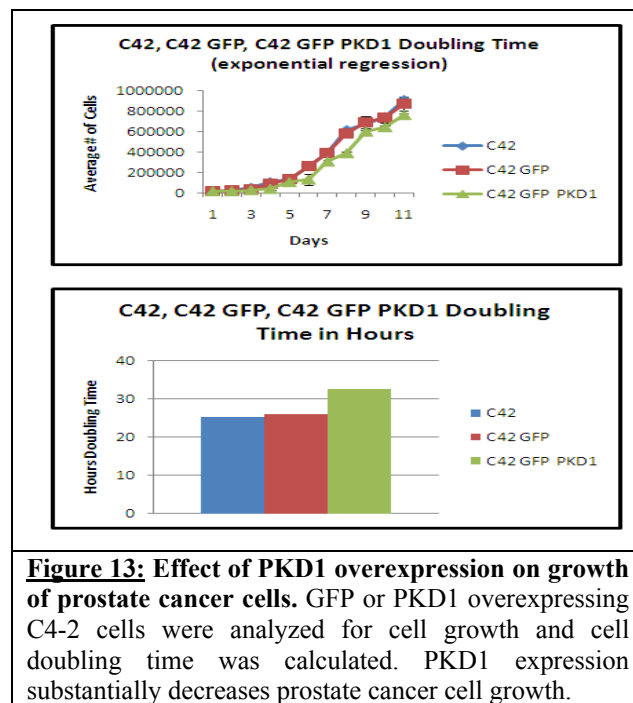 C42, C42 GFP, C42 GFP PKD1 Doubling Time
(exponential regression)
Average # of Cells
1000000
800000
600000
400000
200000
0
1 3 5 7 9 11
Days
C42
C42 GFP
C42 GFP PKD1
C42, C42 GFP, C42 GFP PKD1 Doubling
Time in Hours
Hours Doubling Time
40
30
20
10
0
C42
C42 GFP
C42 GFP PKD1
Figure 13: Effect of PKD1 overexpression on growth
of prostate cancer cells. GFP or PKD1 overexpressing
C4-2 cells were analyzed for cell growth and cell
doubling time was calculated. PKD1 expression
substantially decreases prostate cancer cell growth.